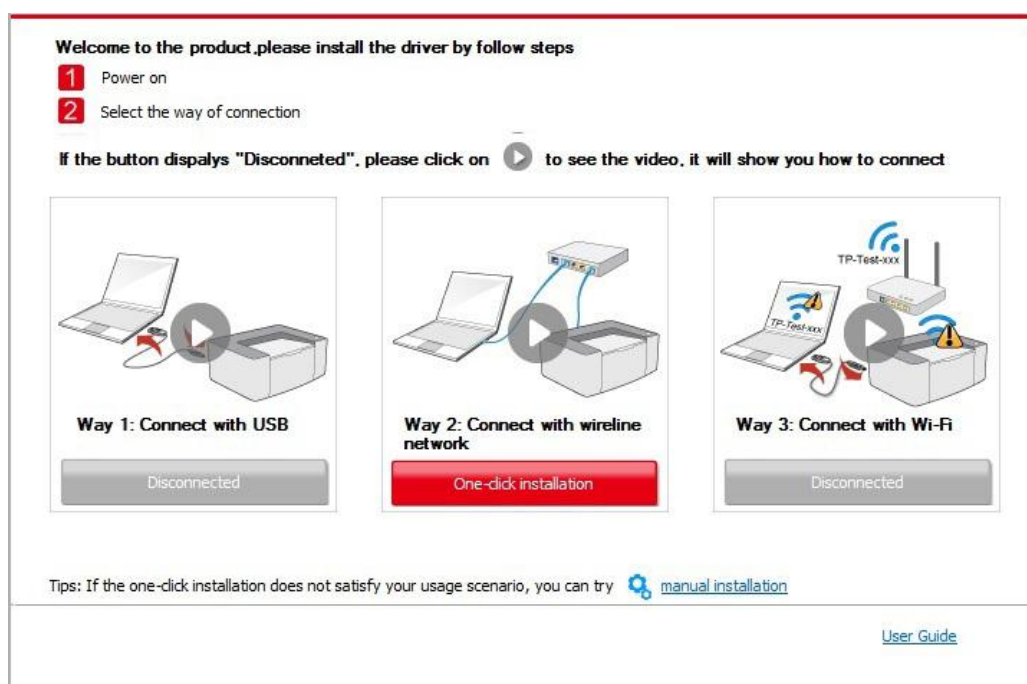 Welcome to the product,please install the driver by follow steps
1 Power on
2 Select the way of connection
If the button dispalys "Disconneted", please click on to see the video, it will show you how to connect
TP-Test-xxx
TP-Test-xxx
Way 1: Connect with USB
Disconnected
Way 2: Connect with wireline
network
One-click installation
Way 3: Connect with Wi-Fi
Disconnected
Tips: If the one-click installation does not satisfy your usage scenario, you can try manual installation
User Guide